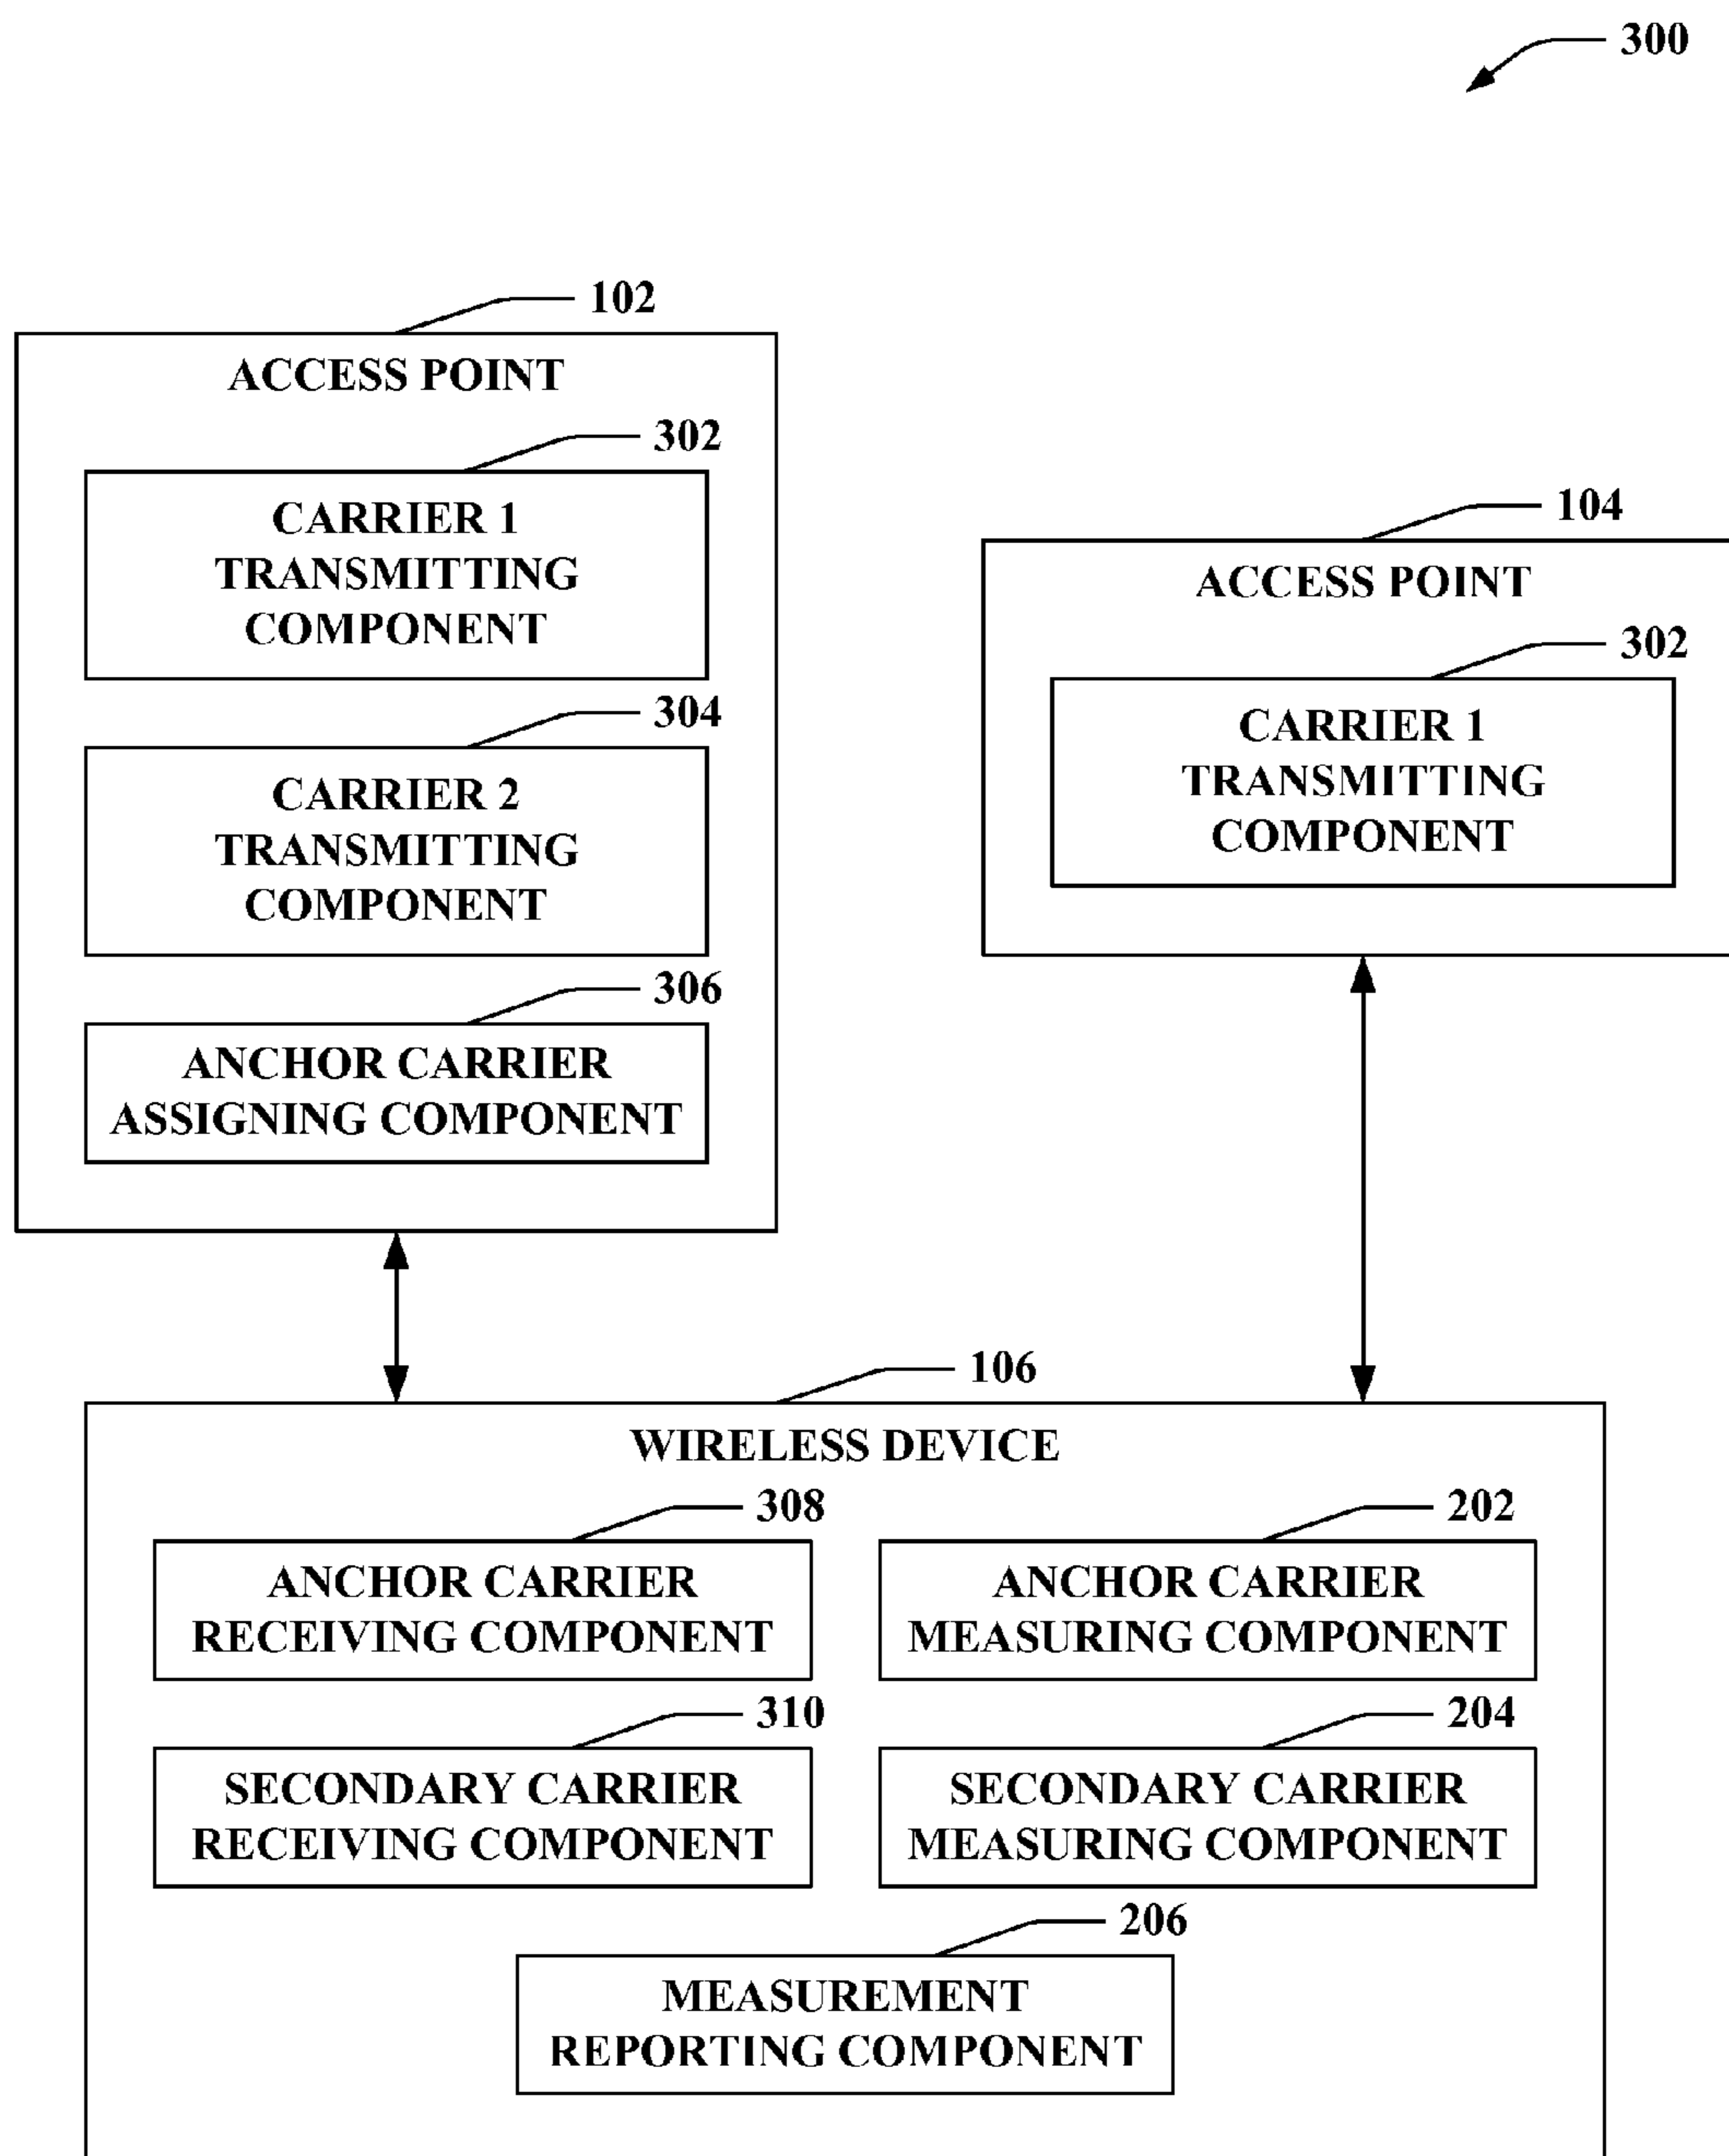 300
102
ACCESS POINT
302
CARRIER 1
TRANSMITTING
COMPONENT
304
CARRIER 2
TRANSMITTING
COMPONENT
306
ANCHOR CARRIER
ASSIGNING COMPONENT
104
ACCESS POINT
302
CARRIER 1
TRANSMITTING
COMPONENT
106
WIRELESS DEVICE
308
ANCHOR CARRIER
RECEIVING COMPONENT
202
ANCHOR CARRIER
MEASURING COMPONENT
310
SECONDARY CARRIER
RECEIVING COMPONENT
204
SECONDARY CARRIER
MEASURING COMPONENT
206
MEASUREMENT
REPORTING COMPONENT